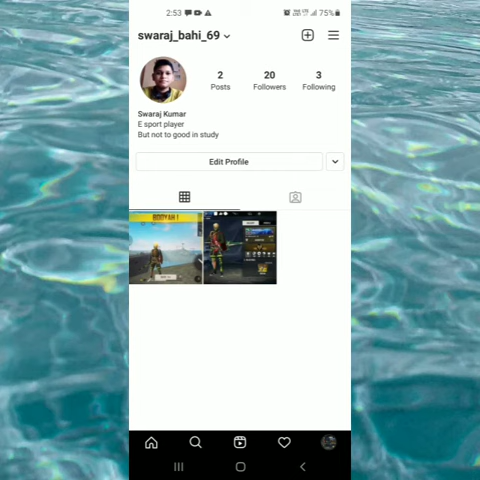 2:53
75%
swaraj_bahi_69
2 20 3
Posts Followers Following
Swaraj Kumar
E sport player
But not to good in study
Edit Profile
BOOYAH !